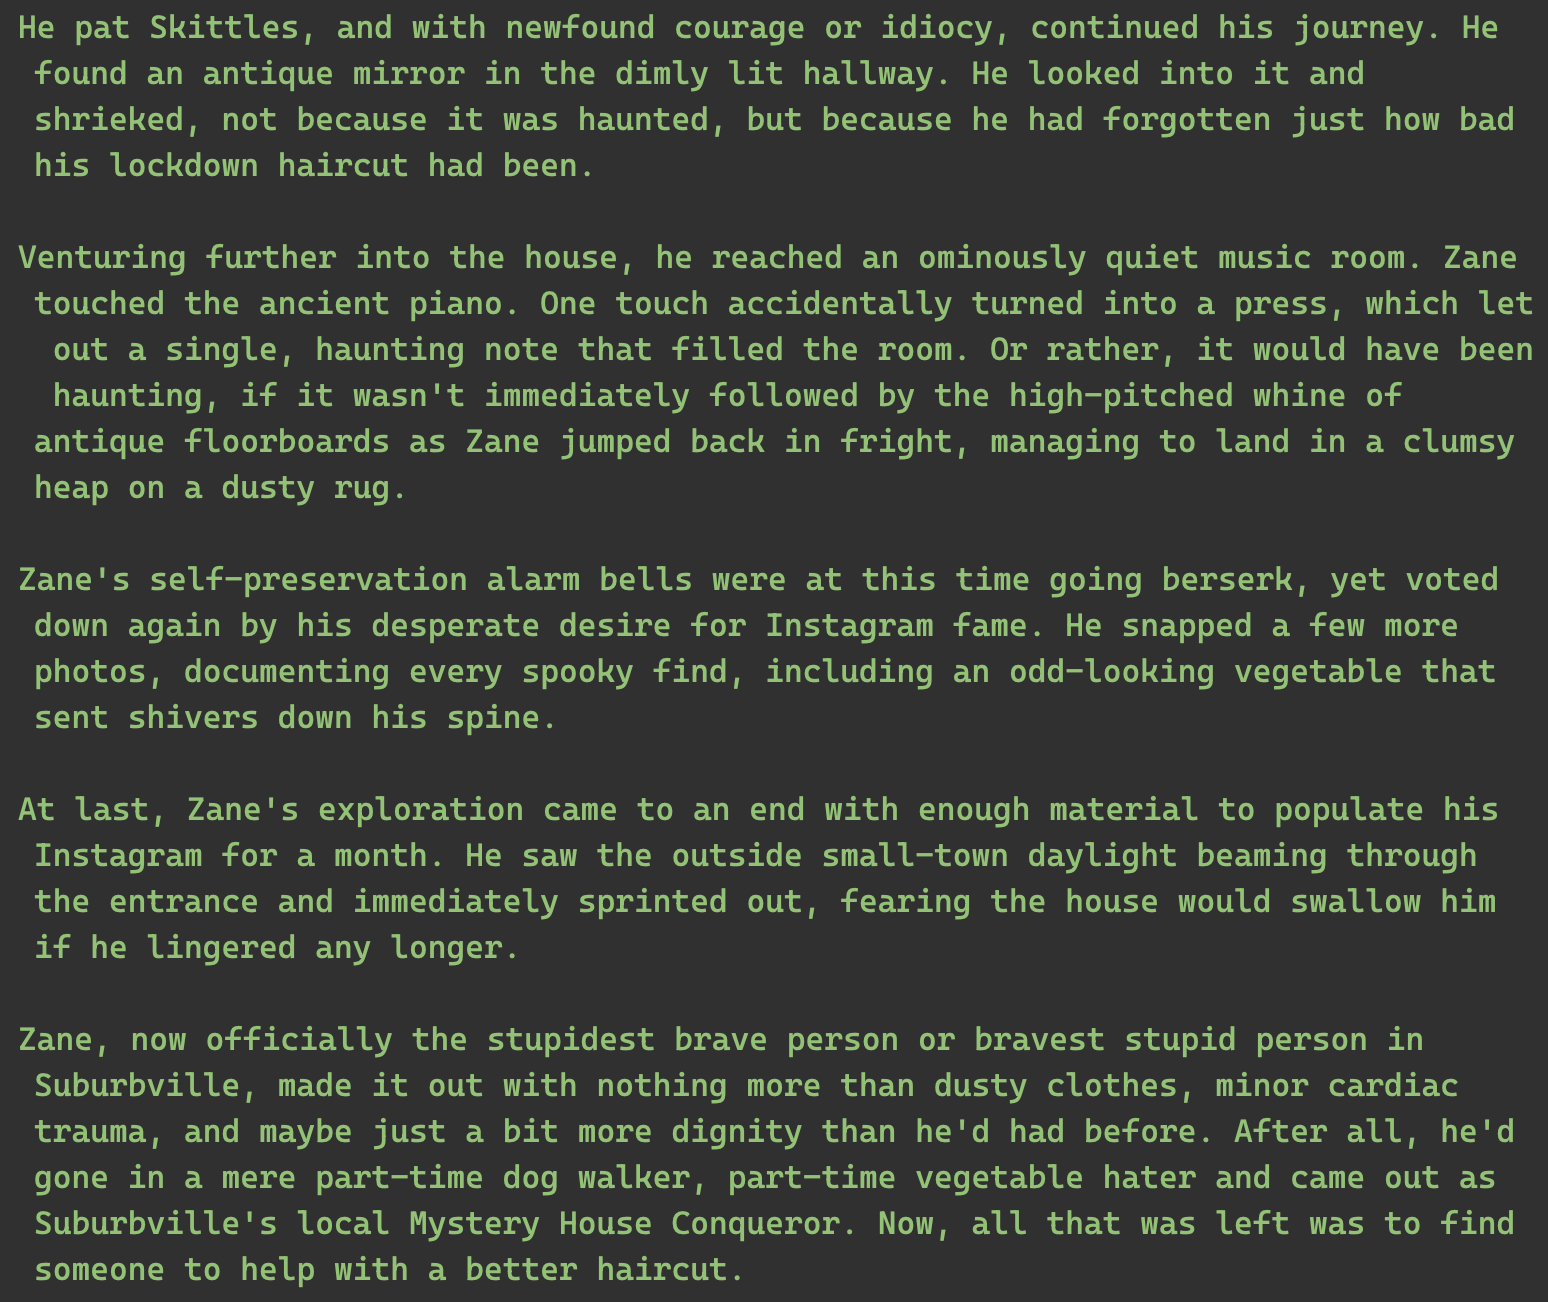 He pat Skittles, and with newfound courage or idiocy, continued his journey. He
found an antique mirror in the dimly lit hallway. He looked into it and
shrieked, not because it was haunted, but because he had forgotten just how bad
his lockdown haircut had been.
Venturing further into the house, he reached an ominously quiet music room. Zane
touched the ancient piano. One touch accidentally turned into a press, which let
out a single, haunting note that filled the room. Or rather, it would have been
haunting, if it wasn't immediately followed by the high-pitched whine of
antique floorboards as Zane jumped back in fright, managing to land in a clumsy
heap on a dusty rug.
Zane's self-preservation alarm bells were at this time going berserk, yet voted
down again by his desperate desire for Instagram fame. He snapped a few more
photos, documenting every spooky find, including an odd-looking vegetable that
sent shivers down his spine.
At last, Zane's exploration came to an end with enough material to populate his
Instagram for a month. He saw the outside small-town daylight beaming through
the entrance and immediately sprinted out, fearing the house would swallow him
if he lingered any longer.
Zane, now officially the stupidest brave person or bravest stupid person in
Suburbville, made it out with nothing more than dusty clothes, minor cardiac
trauma, and maybe just a bit more dignity than he'd had before. After all, he'd
gone in a mere part-time dog walker, part-time vegetable hater and came out as
Suburbville's local Mystery House Conqueror. Now, all that was left was to find
someone to help with a better haircut.